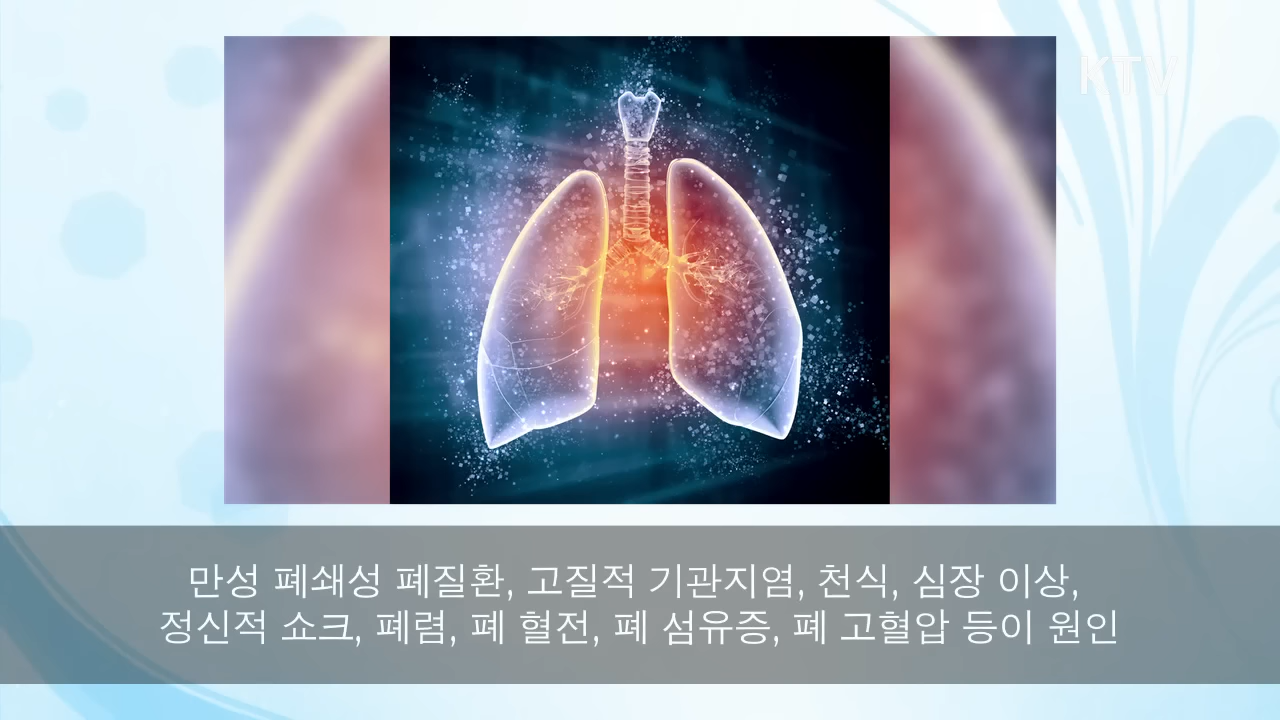 KTV
만성 폐쇄성 폐질환, 고질적 기관지염, 천식, 심장 이상,
정신적 쇼크, 폐렴, 폐 혈전, 폐 섬유증, 폐 고혈압 등이 원인